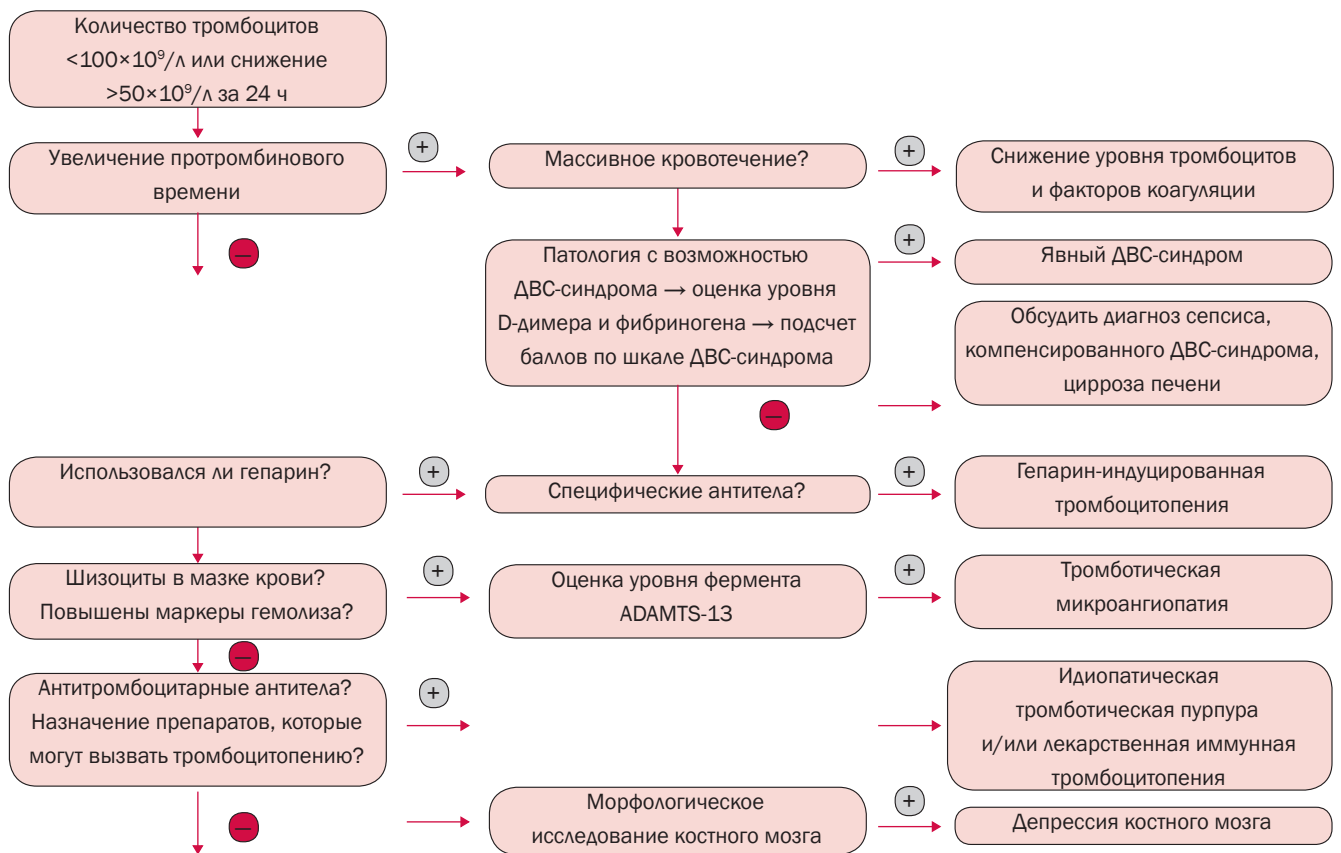 Количество тромбоцитов
<100×10⁹/л или снижение
>50×10⁹/л за 24 ч
Увеличение протромбинового
времени
+
Массивное кровотечение?
+
Снижение уровня тромбоцитов
и факторов коагуляции
—
Патология с возможностью
ДВС-синдрома → оценка уровня
D-димера и фибриногена → подсчет
баллов по шкале ДВС-синдрома
+
Явный ДВС-синдром
—
Обсудить диагноз сепсиса,
компенсированного ДВС-синдрома,
цирроза печени
Использовался ли гепарин?
+
Специфические антитела?
+
Гепарин-индуцированная
тромбоцитопения
Шизоциты в мазке крови?
Повышены маркеры гемолиза?
+
Оценка уровня фермента
ADAMTS-13
+
Тромботическая
микроангиопатия
—
Антитромбоцитарные антитела?
Назначение препаратов, которые
могут вызвать тромбоцитопению?
+
Идиопатическая
тромботическая пурпура
и/или лекарственная иммунная
тромбоцитопения
—
Морфологическое
исследование костного мозга
+
Депрессия костного мозга